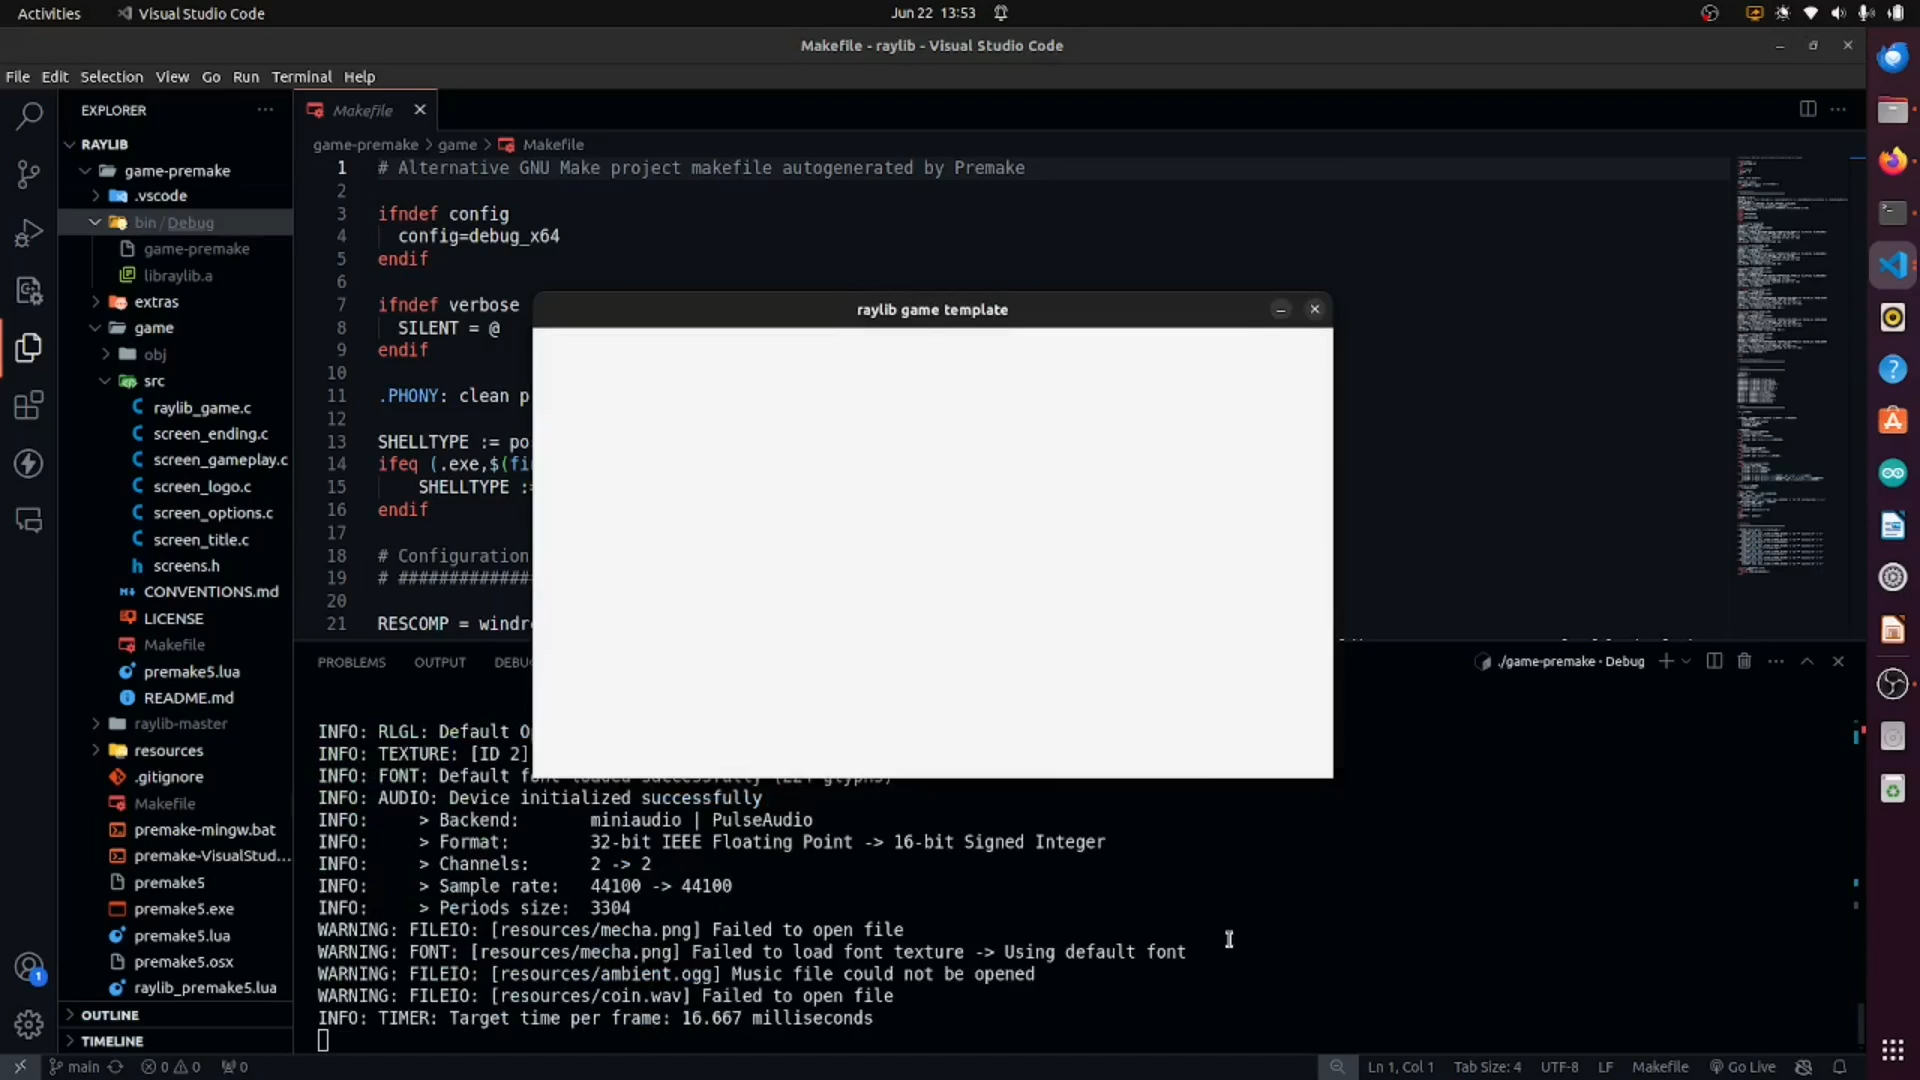 Activities
Visual Studio Code
Jun 22 13:53
Makefile - raylib - Visual Studio Code
File Edit Selection View Go Run Terminal Help
EXPLORER
RAYLIB
game-premake
.vscode
bin / Debug
game-premake
libraylib.a
extras
game
obj
src
raylib_game.c
screen_ending.c
screen_gameplay.c
screen_logo.c
screen_options.c
screen_title.c
screens.h
CONVENTIONS.md
LICENSE
Makefile
premake5.lua
README.md
raylib-master
resources
.gitignore
Makefile
premake-mingw.bat
premake-VisualStud...
premake5
premake5.exe
premake5.lua
premake5.osx
raylib_premake5.lua
OUTLINE
TIMELINE
Makefile
game-premake > game > Makefile
1 # Alternative GNU Make project makefile autogenerated by Premake
2
3 ifndef config
4 config=debug_x64
5 endif
6
7 ifndef verbose
8 SILENT = @
9 endif
10
11 .PHONY: clean p
12
13 SHELLTYPE := po
14 ifeq (.exe,$(fi
15 SHELLTYPE :=
16 endif
17
18 # Configuration
19 # #############
20
21 RESCOMP = windr
raylib game template
PROBLEMS OUTPUT DEBU
./game-premake - Debug
INFO: RLGL: Default O
INFO: TEXTURE: [ID 2]
INFO: FONT: Default f
INFO: AUDIO: Device initialized successfully
INFO: > Backend: miniaudio | PulseAudio
INFO: > Format: 32-bit IEEE Floating Point -> 16-bit Signed Integer
INFO: > Channels: 2 -> 2
INFO: > Sample rate: 44100 -> 44100
INFO: > Periods size: 3304
WARNING: FILEIO: [resources/mecha.png] Failed to open file
WARNING: FONT: [resources/mecha.png] Failed to load font texture -> Using default font
WARNING: FILEIO: [resources/ambient.ogg] Music file could not be opened
WARNING: FILEIO: [resources/coin.wav] Failed to open file
INFO: TIMER: Target time per frame: 16.667 milliseconds
1
main 0 0 0
Ln 1, Col 1 Tab Size: 4 UTF-8 LF Makefile Go Live